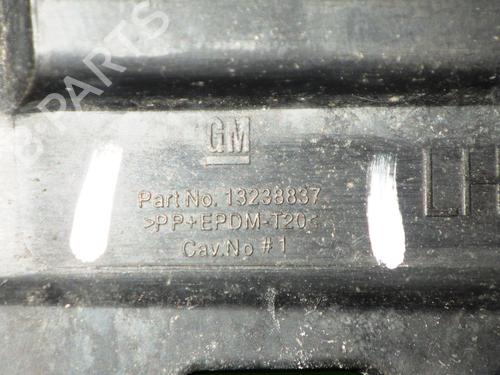 B-PARTS
GM
Part No. 13238837
>PP+EPDM-T20<
Cav.No #1
LH